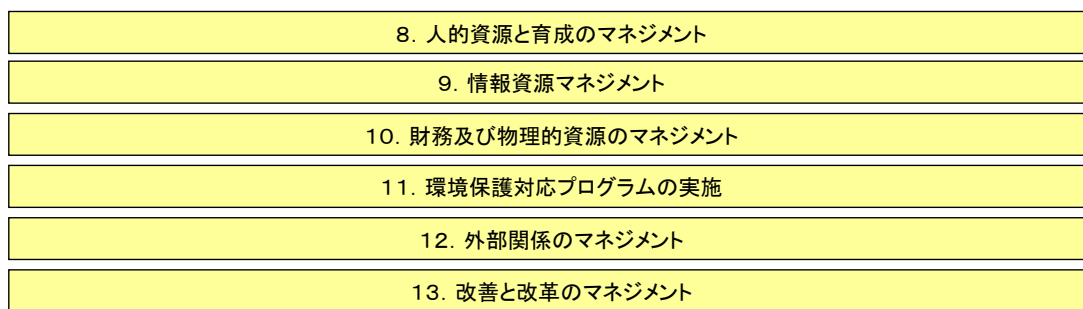 8．人的資源と育成のマネジメント
9．情報資源マネジメント
10．財務及び物理的資源のマネジメント
11．環境保護対応プログラムの実施
12．外部関係のマネジメント
13．改善と改革のマネジメント